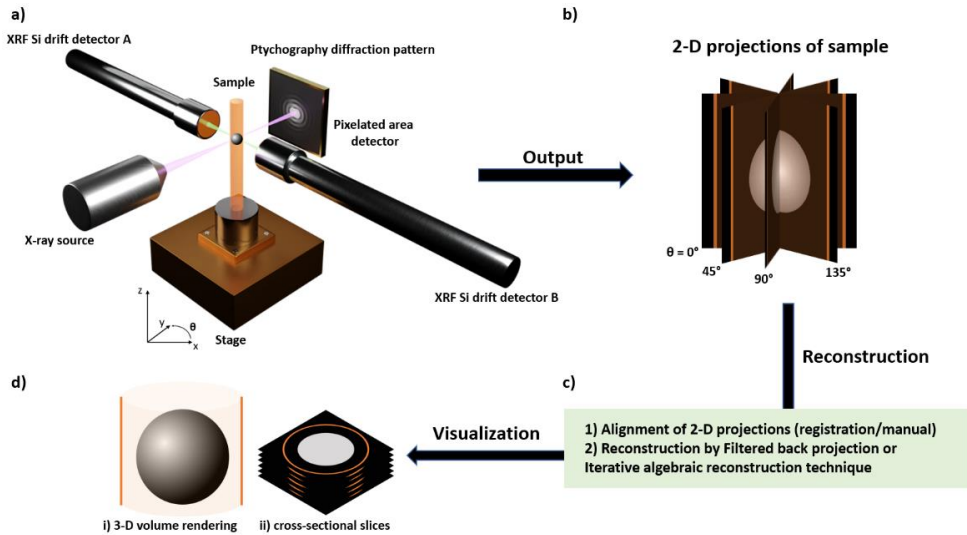 a)
XRF Si drift detector A
Ptychography diffraction pattern
Sample
Pixelated area
detector
X-ray source
XRF Si drift detector B
z
y
θ
x
Stage
Output
b)
2-D projections of sample
θ = 0°
45°
90°
135°
Reconstruction
c)
1) Alignment of 2-D projections (registration/manual)
2) Reconstruction by Filtered back projection or
Iterative algebraic reconstruction technique
Visualization
d)
i) 3-D volume rendering
ii) cross-sectional slices